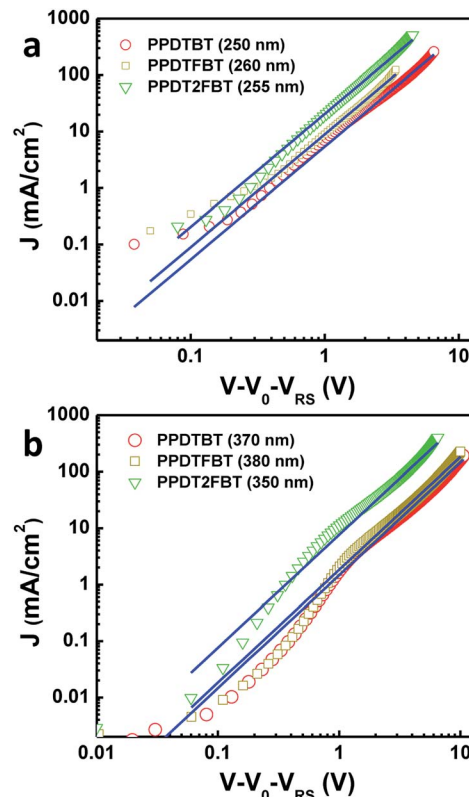 a
PPDTBT (250 nm)
PPDTFBT (260 nm)
PPDT2FBT (255 nm)
1000
100
10
1
0.1
0.01
J (mA/cm²)
0.1
1
10
V-V₀-V_RS (V)
b
PPDTBT (370 nm)
PPDTFBT (380 nm)
PPDT2FBT (350 nm)
1000
100
10
1
0.1
0.01
J (mA/cm²)
0.01
0.1
1
10
V-V₀-V_RS (V)